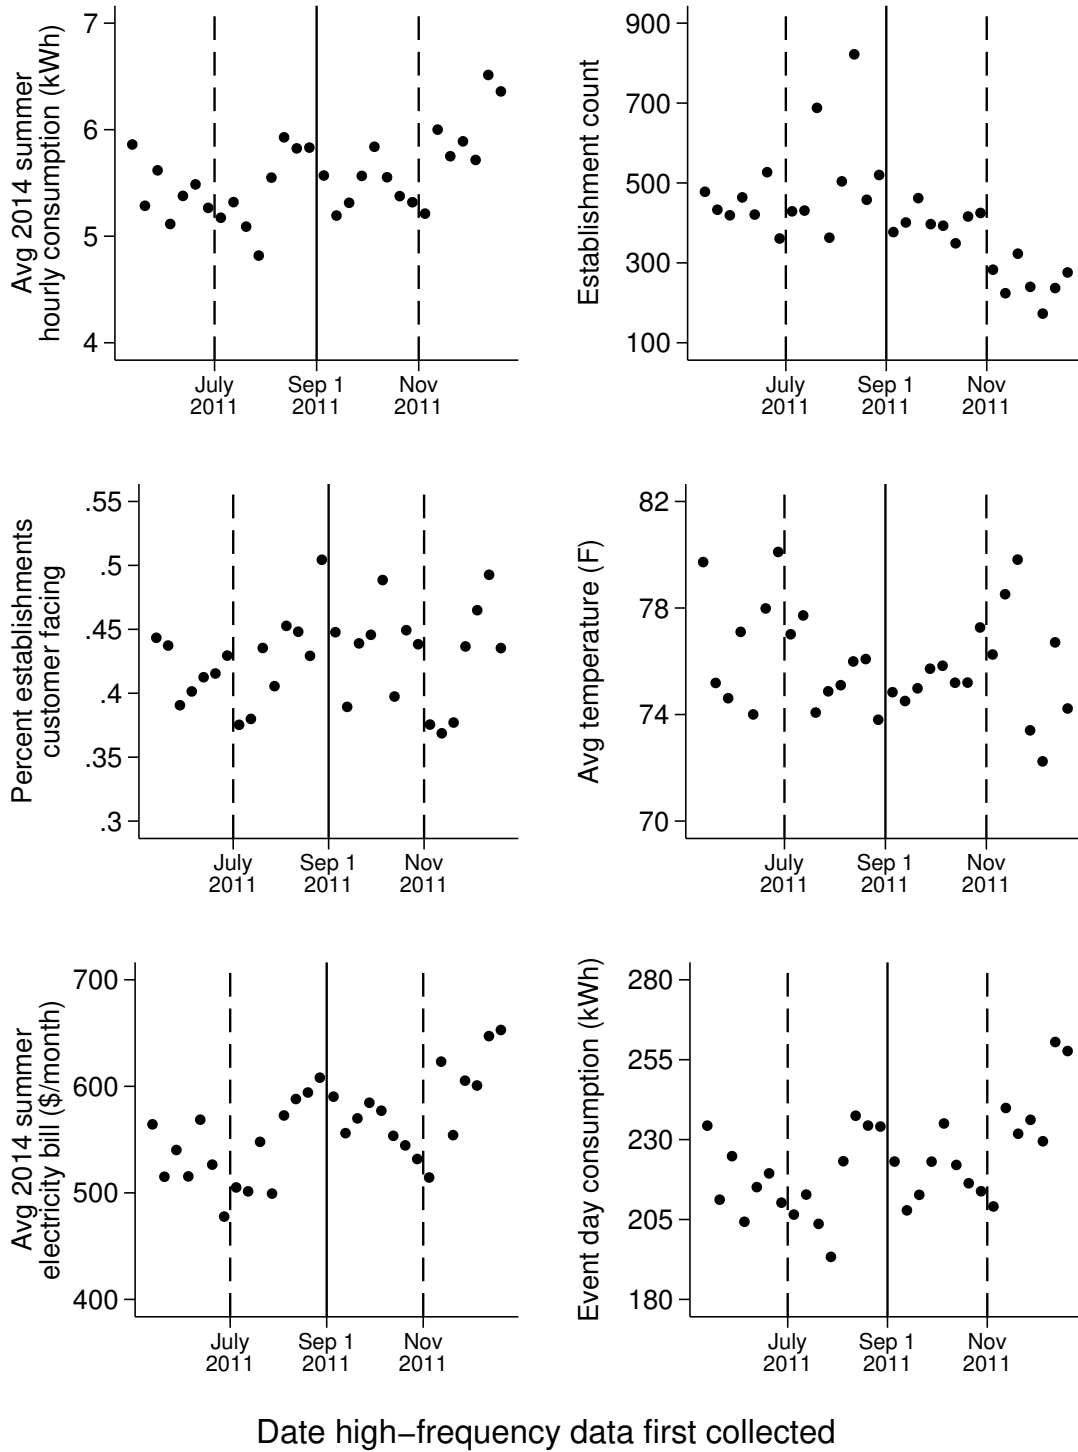 Avg 2014 summer
hourly consumption (kWh)
7
6
5
4
July
2011
Sep 1
2011
Nov
2011
Establishment count
900
700
500
300
100
July
2011
Sep 1
2011
Nov
2011
Percent establishments
customer facing
.55
.5
.45
.4
.35
.3
July
2011
Sep 1
2011
Nov
2011
Avg temperature (F)
82
78
74
70
July
2011
Sep 1
2011
Nov
2011
Avg 2014 summer
electricity bill ($/month)
700
600
500
400
July
2011
Sep 1
2011
Nov
2011
Event day consumption (kWh)
280
255
230
205
180
July
2011
Sep 1
2011
Nov
2011
Date high−frequency data first collected